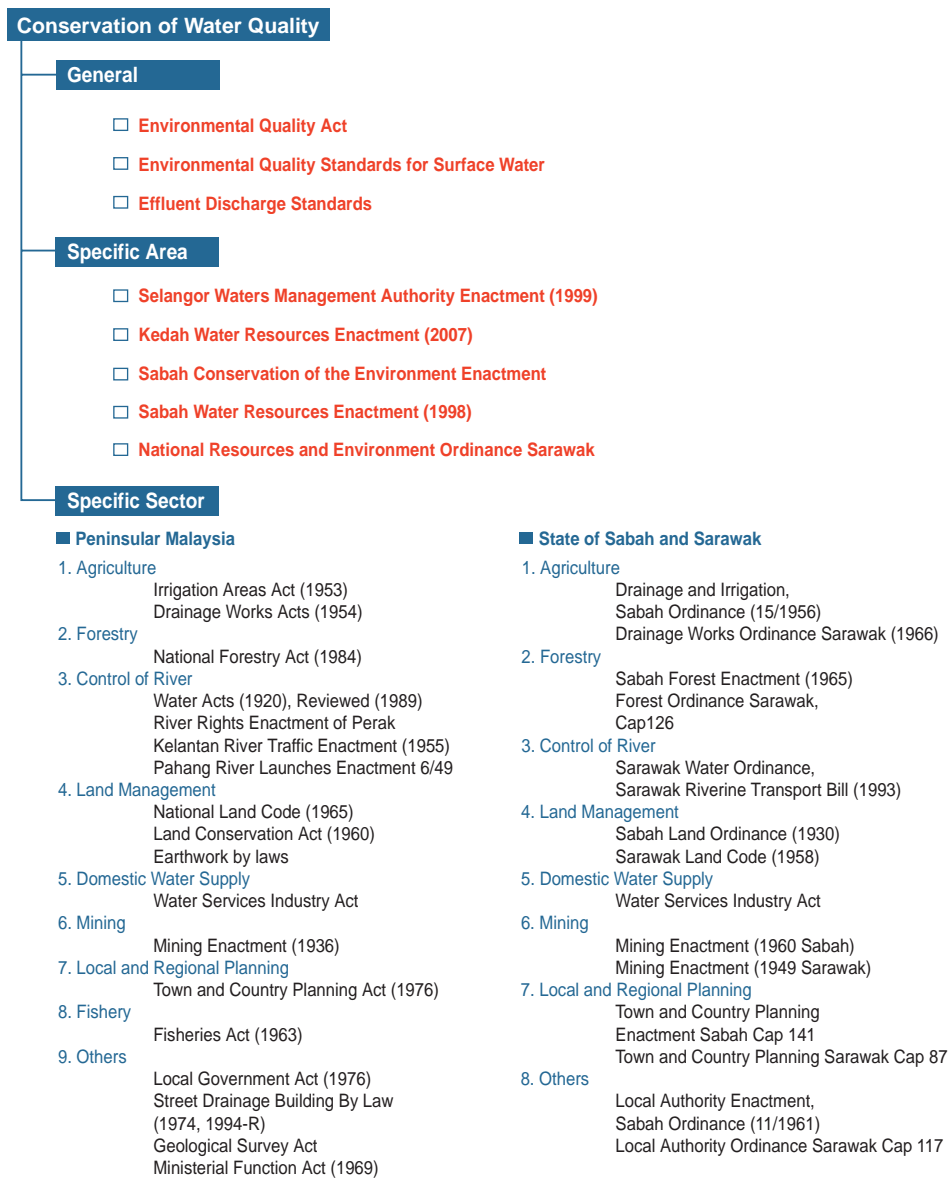 Conservation of Water Quality
General
Environmental Quality Act
Environmental Quality Standards for Surface Water
Effluent Discharge Standards
Specific Area
Selangor Waters Management Authority Enactment (1999)
Kedah Water Resources Enactment (2007)
Sabah Conservation of the Environment Enactment
Sabah Water Resources Enactment (1998)
National Resources and Environment Ordinance Sarawak
Specific Sector
Peninsular Malaysia
1. Agriculture
Irrigation Areas Act (1953)
Drainage Works Acts (1954)
2. Forestry
National Forestry Act (1984)
3. Control of River
Water Acts (1920), Reviewed (1989)
River Rights Enactment of Perak
Kelantan River Traffic Enactment (1955)
Pahang River Launches Enactment 6/49
4. Land Management
National Land Code (1965)
Land Conservation Act (1960)
Earthwork by laws
5. Domestic Water Supply
Water Services Industry Act
6. Mining
Mining Enactment (1936)
7. Local and Regional Planning
Town and Country Planning Act (1976)
8. Fishery
Fisheries Act (1963)
9. Others
Local Government Act (1976)
Street Drainage Building By Law
(1974, 1994-R)
Geological Survey Act
Ministerial Function Act (1969)
State of Sabah and Sarawak
1. Agriculture
Drainage and Irrigation,
Sabah Ordinance (15/1956)
Drainage Works Ordinance Sarawak (1966)
2. Forestry
Sabah Forest Enactment (1965)
Forest Ordinance Sarawak,
Cap126
3. Control of River
Sarawak Water Ordinance,
Sarawak Riverine Transport Bill (1993)
4. Land Management
Sabah Land Ordinance (1930)
Sarawak Land Code (1958)
5. Domestic Water Supply
Water Services Industry Act
6. Mining
Mining Enactment (1960 Sabah)
Mining Enactment (1949 Sarawak)
7. Local and Regional Planning
Town and Country Planning
Enactment Sabah Cap 141
Town and Country Planning Sarawak Cap 87
8. Others
Local Authority Enactment,
Sabah Ordinance (11/1961)
Local Authority Ordinance Sarawak Cap 117